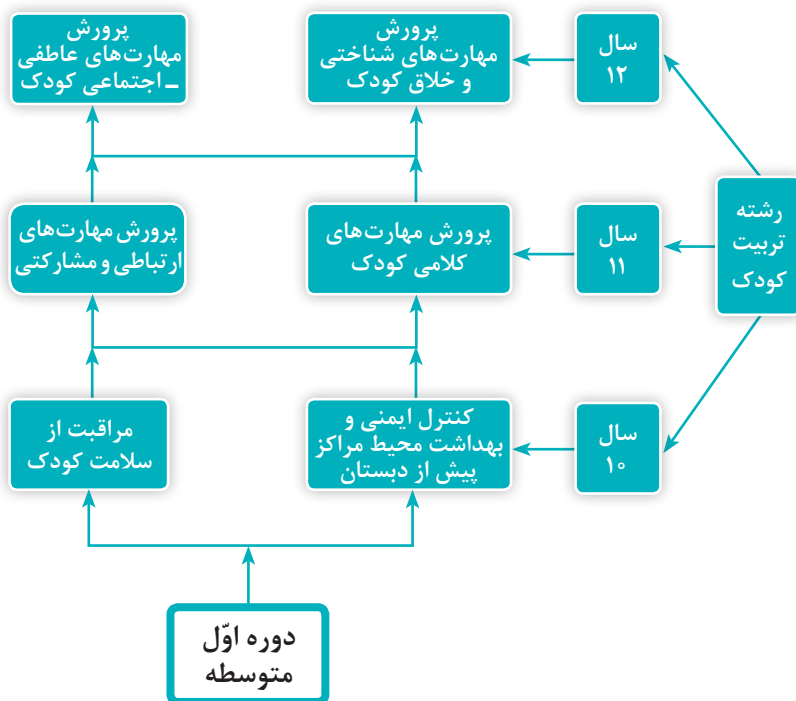 پرورش
مهارت‌های شناختی
و خلاق کودک
پرورش
مهارت‌های عاطفی
ـ اجتماعی کودک
سال
۱۲
رشته
تربیت
کودک
سال
۱۱
پرورش مهارت‌های
کلامی کودک
پرورش مهارت‌های
ارتباطی و مشارکتی
سال
۱۰
کنترل ایمنی و
بهداشت محیط مراکز
پیش از دبستان
مراقبت از
سلامت کودک
دوره اوّل
متوسطه